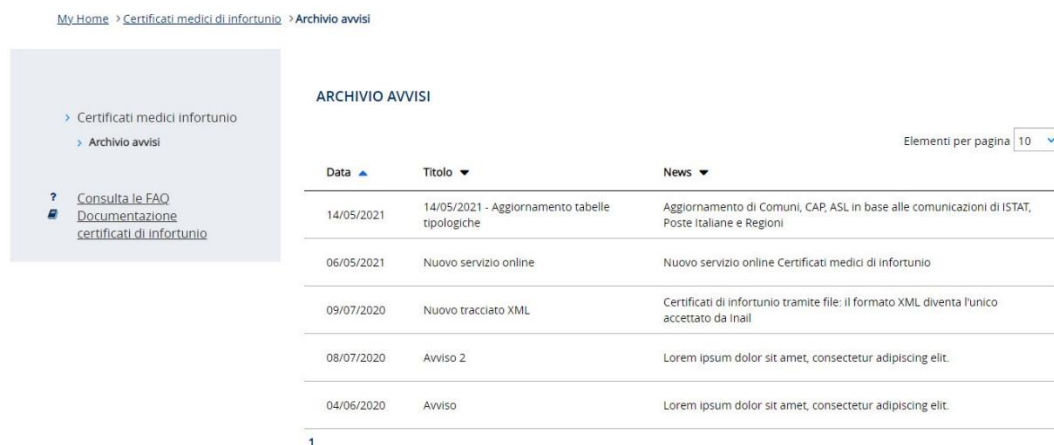 My Home > Certificati medici di infortunio > Archivio avvisi
ARCHIVIO AVVISI
> Certificati medici infortunio
> Archivio avvisi
? Consulta le FAQ
Documentazione
certificati di infortunio
Elementi per pagina 10
Data Titolo News
14/05/2021 14/05/2021 - Aggiornamento tabelle tipologiche Aggiornamento di Comuni, CAP, ASL in base alle comunicazioni di ISTAT, Poste Italiane e Regioni
06/05/2021 Nuovo servizio online Nuovo servizio online Certificati medici di infortunio
09/07/2020 Nuovo tracciato XML Certificati di infortunio tramite file: il formato XML diventa l'unico accettato da Inail
08/07/2020 Avviso 2 Lorem ipsum dolor sit amet, consectetur adipiscing elit.
04/06/2020 Avviso Lorem ipsum dolor sit amet, consectetur adipiscing elit.
1